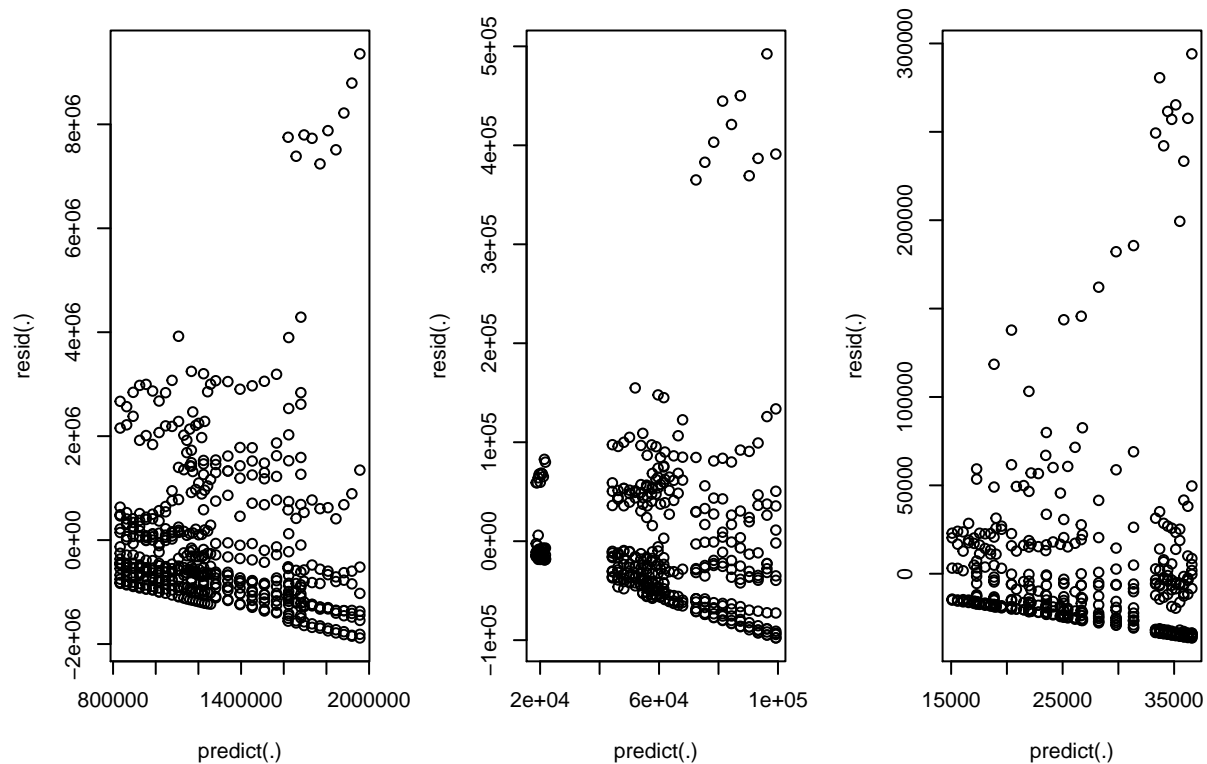 8e+06
6e+06
4e+06
2e+06
0e+00
−2e+06
resid(.)
800000 1400000 2000000
predict(.)
5e+05
4e+05
3e+05
2e+05
1e+05
0e+00
−1e+05
resid(.)
2e+04 6e+04 1e+05
predict(.)
300000
200000
100000
50000
0
resid(.)
15000 25000 35000
predict(.)